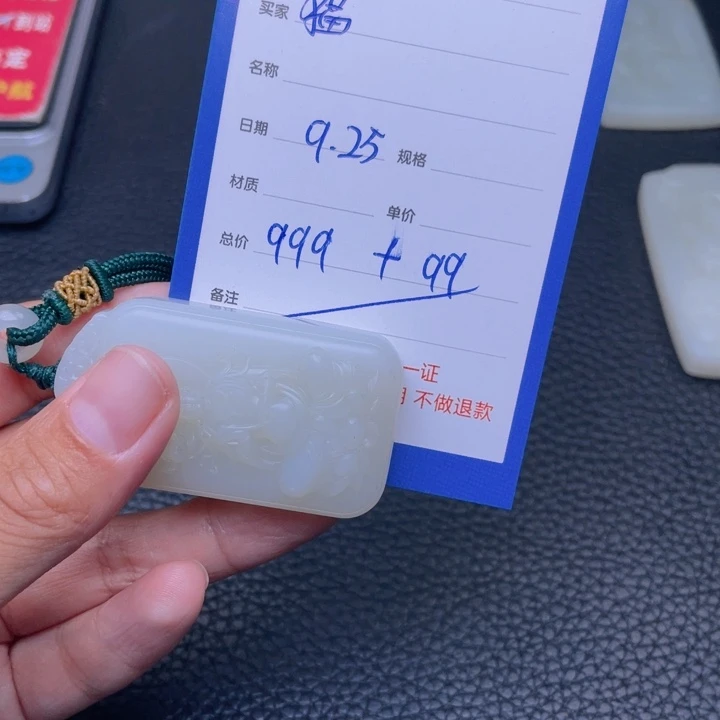 买家 猫
名称
日期 9.25 规格
材质 单价
总价 999 + 99
备注
一证
不做退款